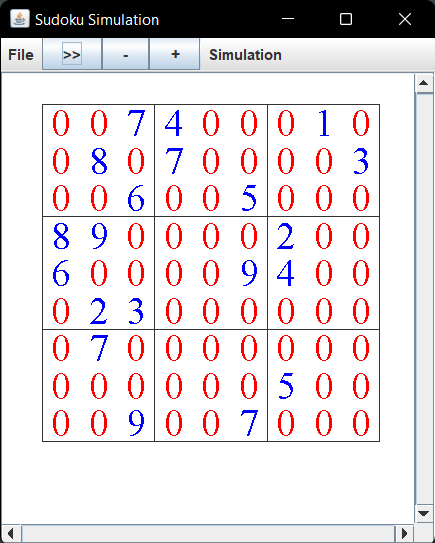 Sudoku Simulation
File >> - + Simulation
0 0 7 4 0 0 0 1 0
0 8 0 7 0 0 0 0 3
0 0 6 0 0 5 0 0 0
8 9 0 0 0 0 2 0 0
6 0 0 0 0 9 4 0 0
0 2 3 0 0 0 0 0 0
0 7 0 0 0 0 0 0 0
0 0 0 0 0 0 5 0 0
0 0 9 0 0 7 0 0 0